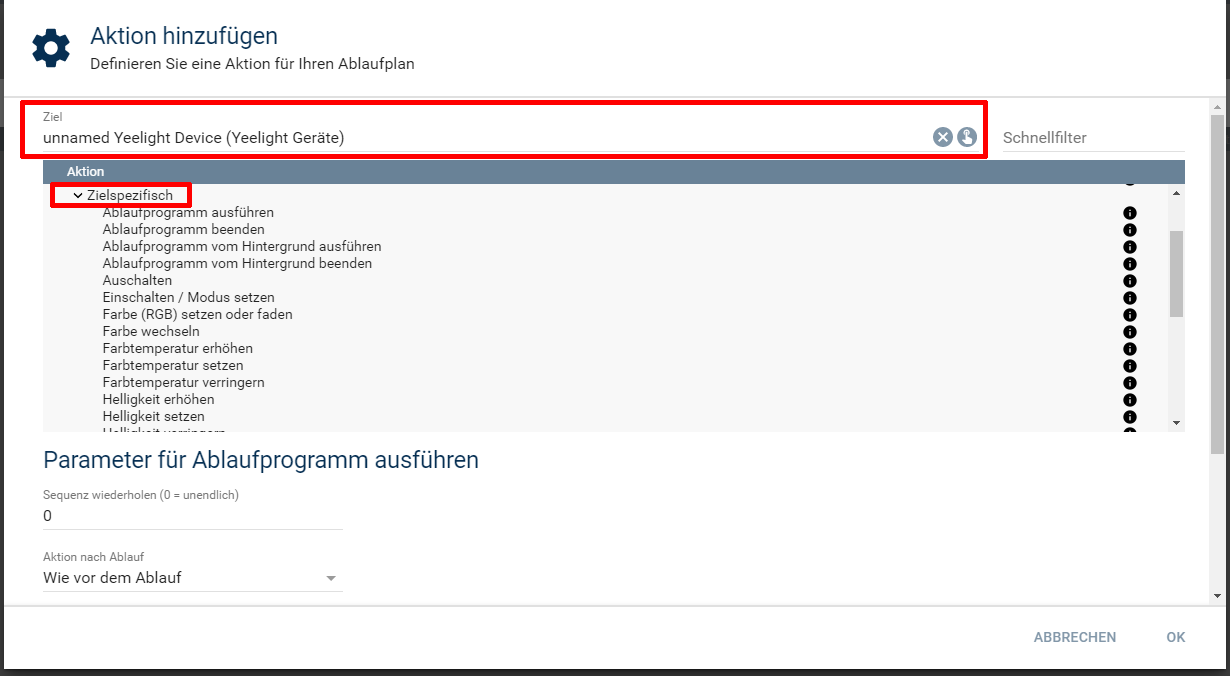 Aktion hinzufügen
Definieren Sie eine Aktion für Ihren Ablaufplan
Ziel
unnamed Yeelight Device (Yeelight Geräte)
Schnellfilter
Aktion
Zielspezifisch
Ablaufprogramm ausführen
Ablaufprogramm beenden
Ablaufprogramm vom Hintergrund ausführen
Ablaufprogramm vom Hintergrund beenden
Auschalten
Einschalten / Modus setzen
Farbe (RGB) setzen oder faden
Farbe wechseln
Farbtemperatur erhöhen
Farbtemperatur setzen
Farbtemperatur verringern
Helligkeit erhöhen
Helligkeit setzen
Helligkeit verringern
Parameter für Ablaufprogramm ausführen
Sequenz wiederholen (0 = unendlich)
0
Aktion nach Ablauf
Wie vor dem Ablauf
ABBRECHEN
OK